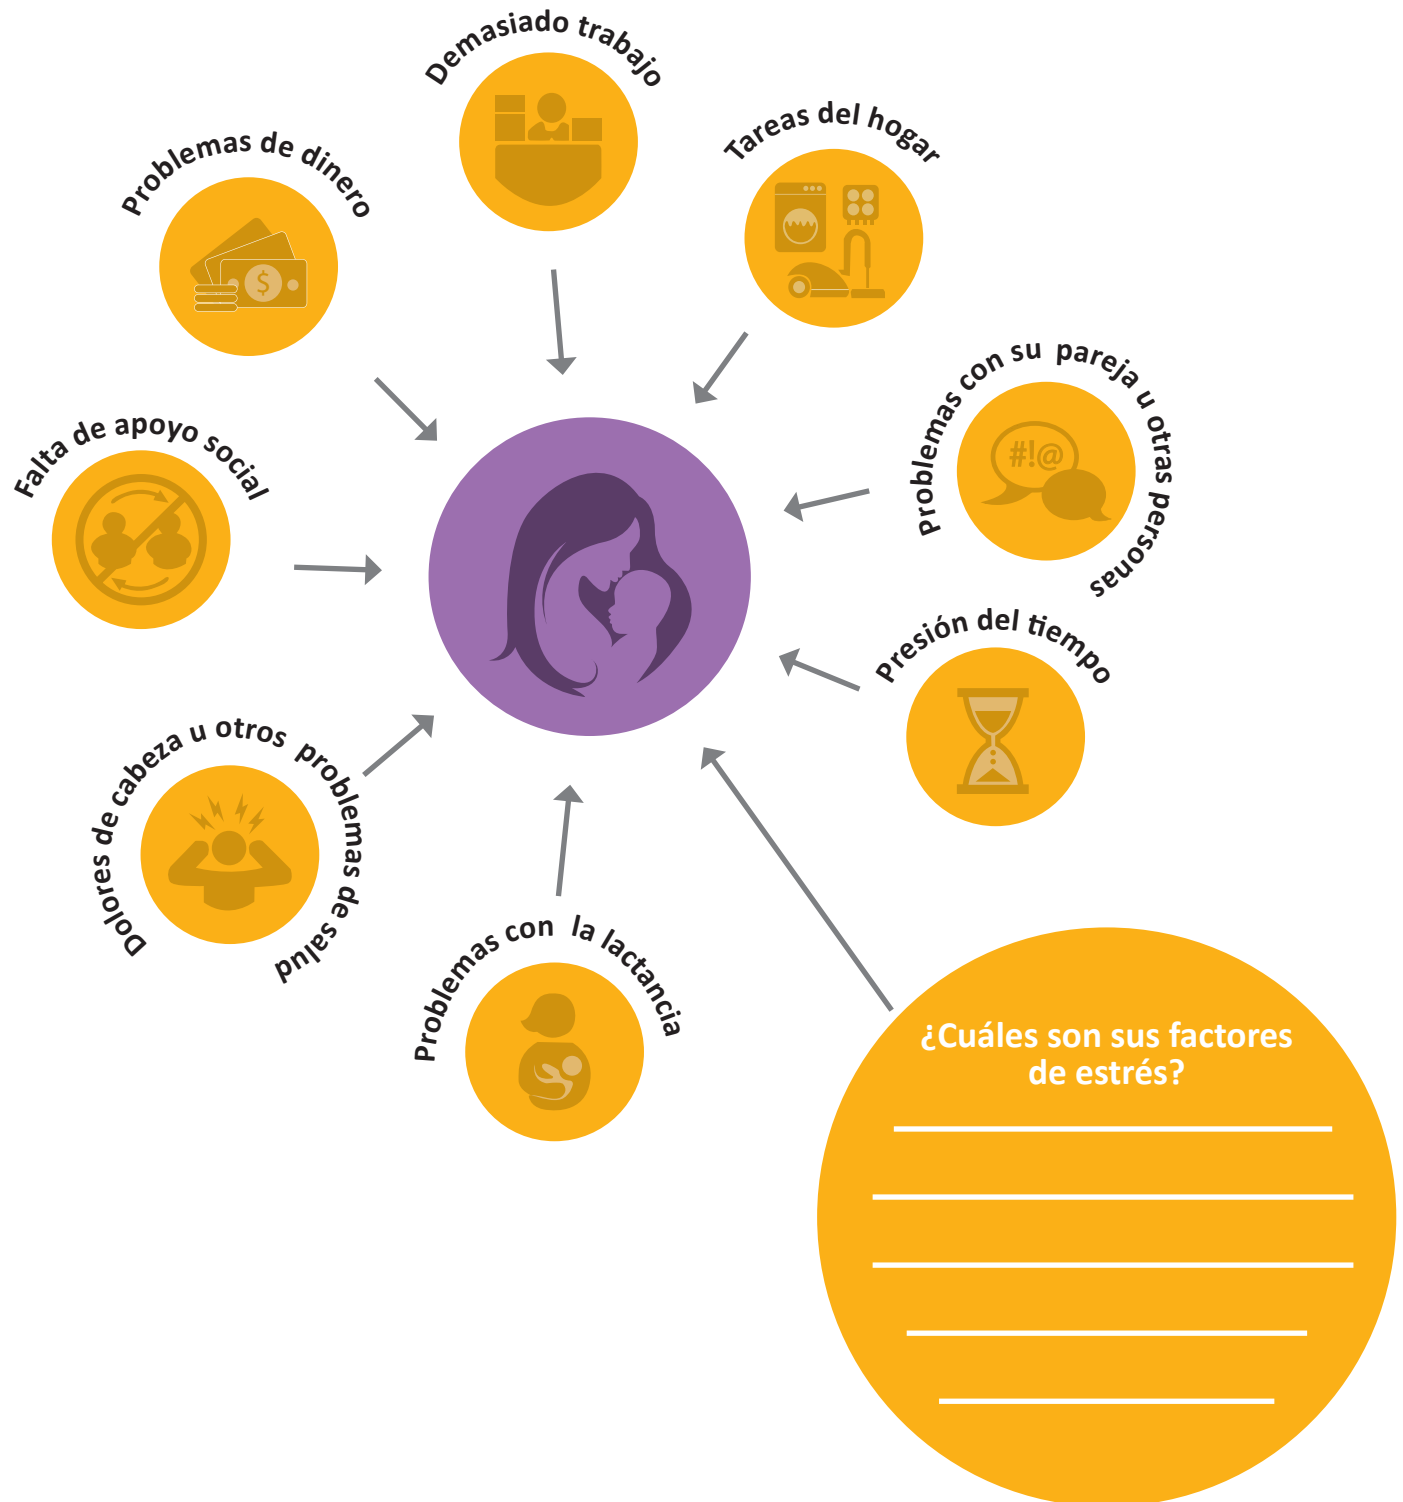 Demasiado trabajo
Tareas del hogar
Problemas de dinero
$
Problemas con su pareja u otras personas
#!@
Falta de apoyo social
Presión del tiempo
Dolores de cabeza u otros problemas de salud
Problemas con la lactancia
¿Cuáles son sus factores
de estrés?